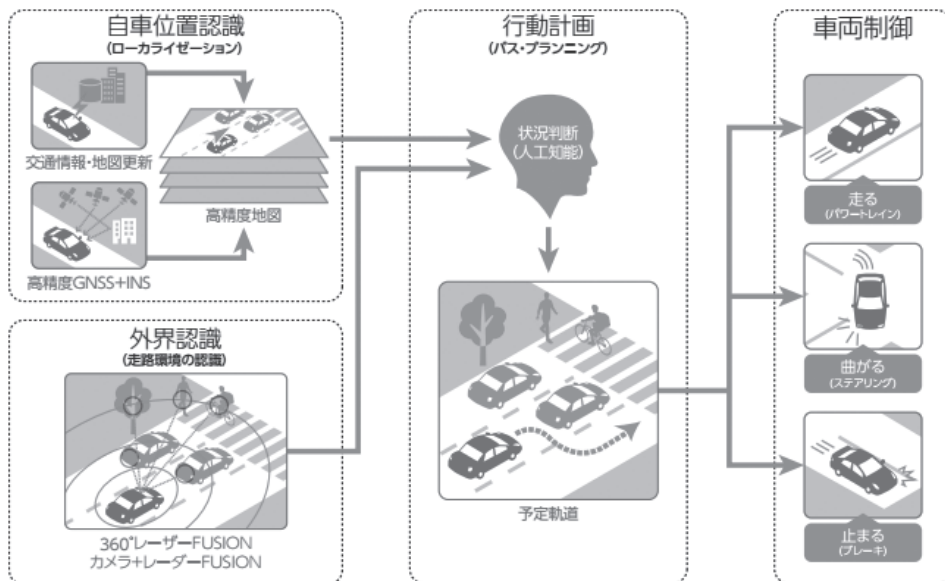 自車位置認識
(ローカライゼーション)
交通情報・地図更新
高精度地図
高精度GNSS+INS
外界認識
(走路環境の認識)
360°レーザーFUSION
カメラ+レーダーFUSION
行動計画
(パス・プランニング)
状況判断
(人工知能)
予定軌道
車両制御
走る
(パワートレイン)
曲がる
(ステアリング)
止まる
(ブレーキ)